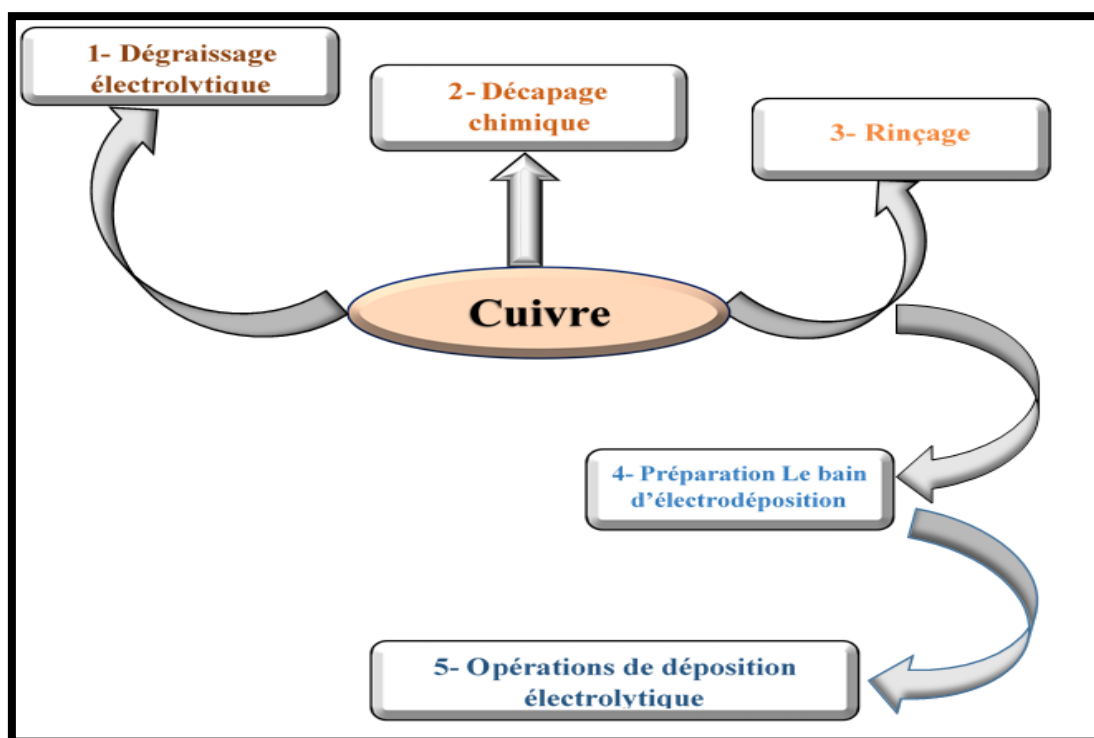 1- Dégraissage
électrolytique
2- Décapage
chimique
3- Rinçage
Cuivre
4- Préparation Le bain
d’électrodéposition
5- Opérations de déposition
électrolytique